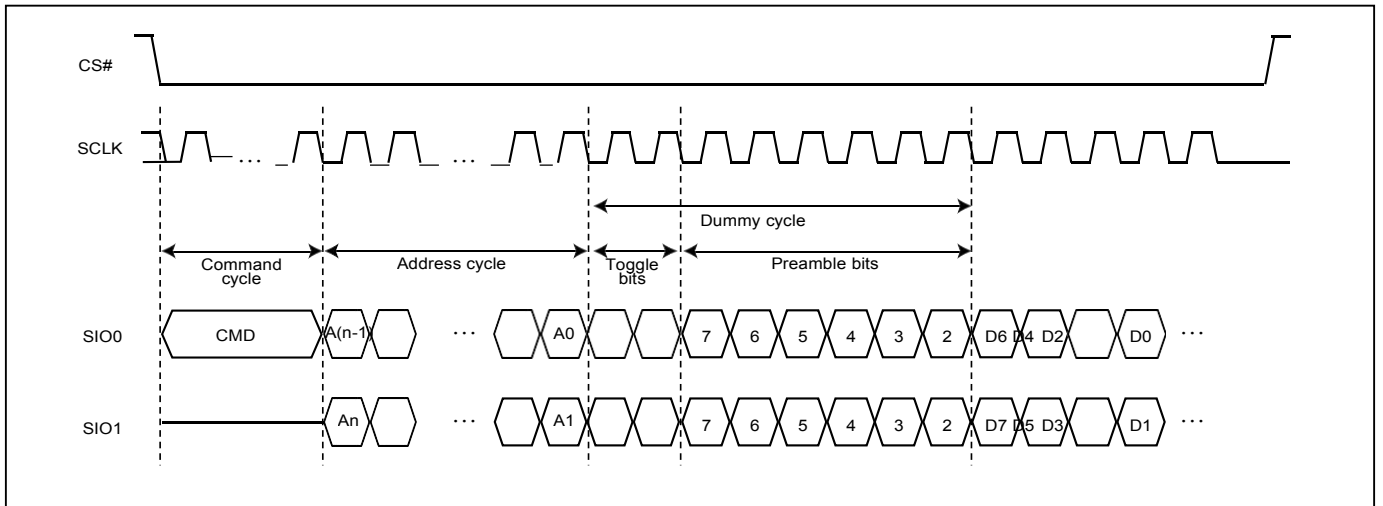 CS#
SCLK ... ...
Dummy cycle
Command
cycle
Address cycle
Toggle
bits
Preamble bits
SIO0 CMD A(n-1) ... A0 7 6 5 4 3 2 D6 D4 D2 D0 ...
SIO1 An ... A1 7 6 5 4 3 2 D7 D5 D3 D1 ...